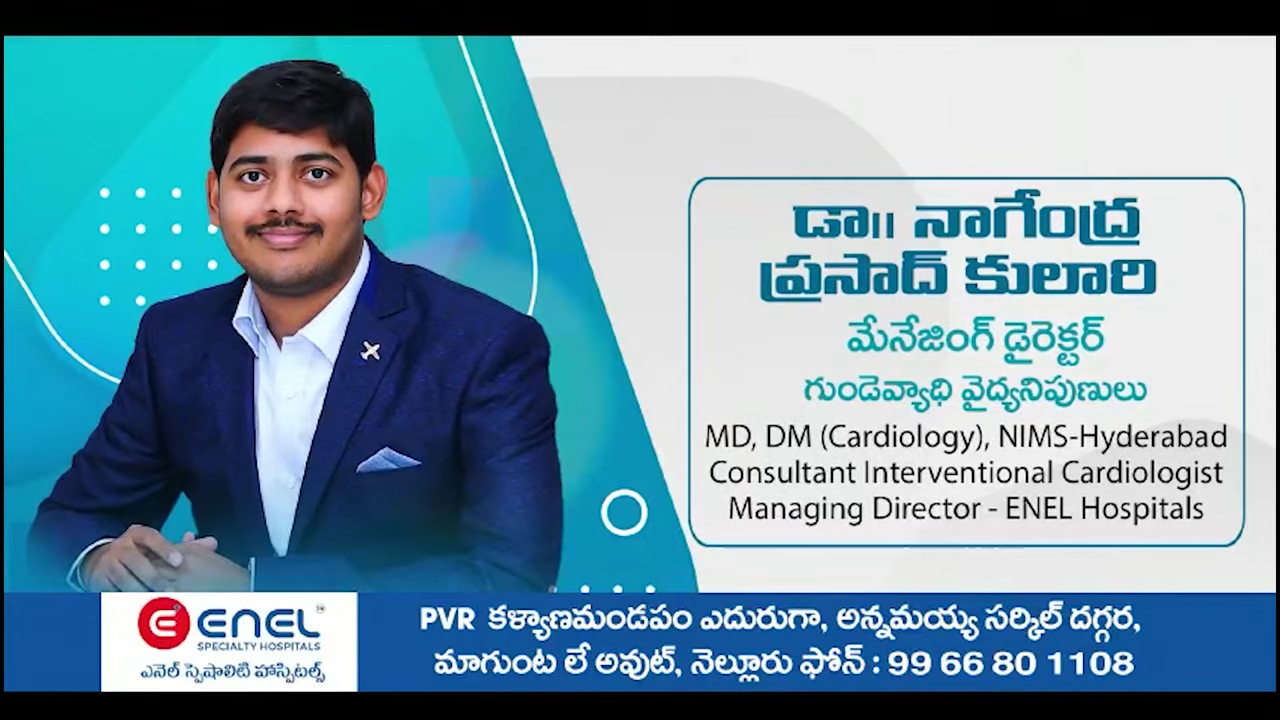 డా।। నాగేంద్ర
ప్రసాద్ కులారి
మేనేజింగ్ డైరెక్టర్
గుండెవ్యాధి వైద్యనిపుణులు
MD, DM (Cardiology), NIMS-Hyderabad
Consultant Interventional Cardiologist
Managing Director - ENEL Hospitals
ENEL
SPECIALTY HOSPITALS
ఎనెల్ స్పెషాలిటి హాస్పిటల్స్
PVR కళ్యాణమండపం ఎదురుగా, అన్నమయ్య సర్కిల్ దగ్గర,
మాగుంట లే అవుట్, నెల్లూరు ఫోన్ : 99 66 80 1108